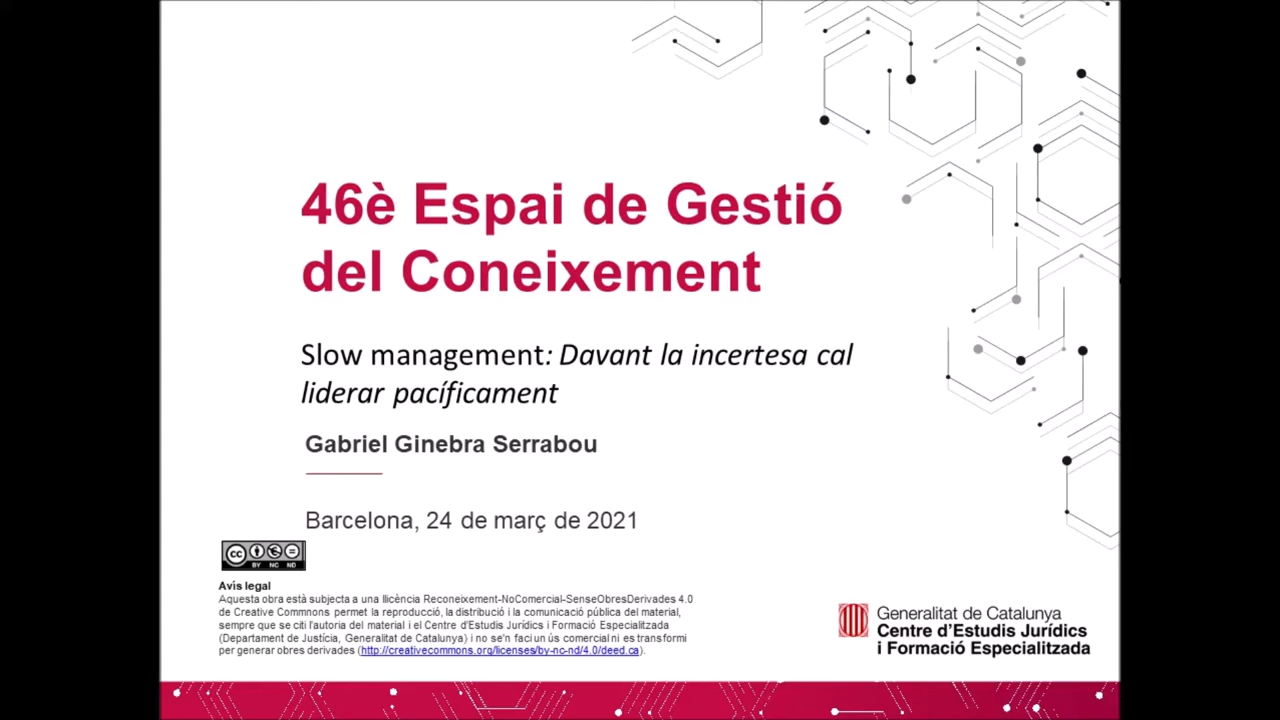 46è Espai de Gestió
del Coneixement
Slow management: Davant la incertesa cal
liderar pacíficament
Gabriel Ginebra Serrabou
Barcelona, 24 de març de 2021
cc BY NC ND
Avís legal
Aquesta obra està subjecta a una llicència Reconeixement-NoComercial-SenseObresDerivades 4.0
de Creative Commons permet la reproducció, la distribució i la comunicació pública del material,
sempre que se citi l'autoria del material i el Centre d'Estudis Jurídics i Formació Especialitzada
(Departament de Justícia, Generalitat de Catalunya) i no se'n faci un ús comercial ni es transformi
per generar obres derivades (http://creativecommons.org/licenses/by-nc-nd/4.0/deed.ca).
Generalitat de Catalunya
Centre d'Estudis Jurídics
i Formació Especialitzada